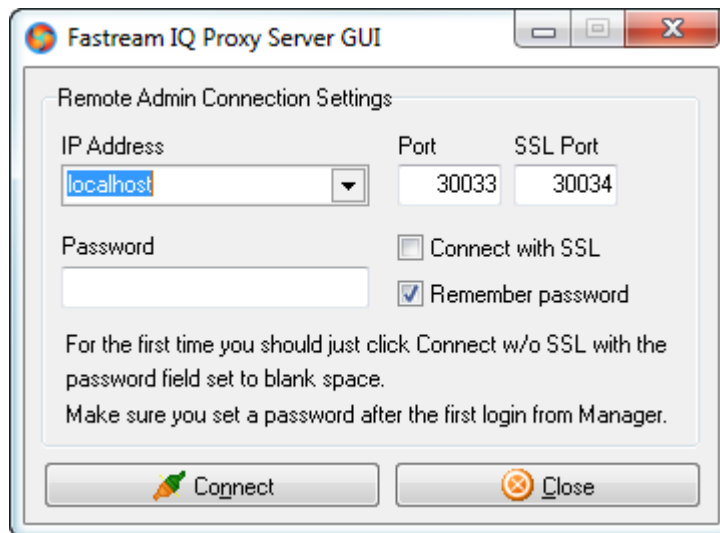 Fastream IQ Proxy Server GUI
Remote Admin Connection Settings
IP Address Port SSL Port
localhost 30033 30034
Password Connect with SSL
Remember password
For the first time you should just click Connect w/o SSL with the
password field set to blank space.
Make sure you set a password after the first login from Manager.
Connect Close